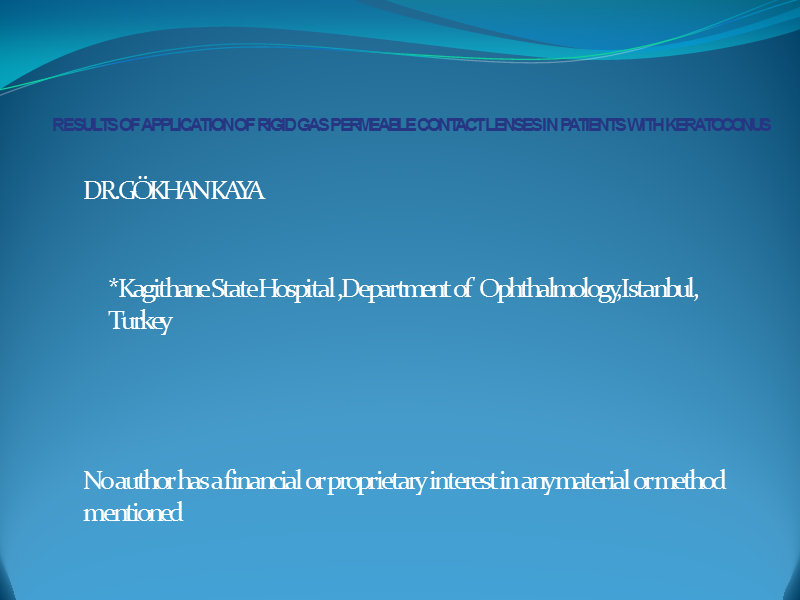 RESULTS OF APPLICATION OF RIGID GAS PERMEABLE CONTACT LENSES IN PATIENTS WITH KERATOCONUS
DR.GÖKHAN KAYA
*Kagithane State Hospital ,Department of Ophthalmology,Istanbul,
Turkey
No author has a financial or proprietary interest in any material or method
mentioned